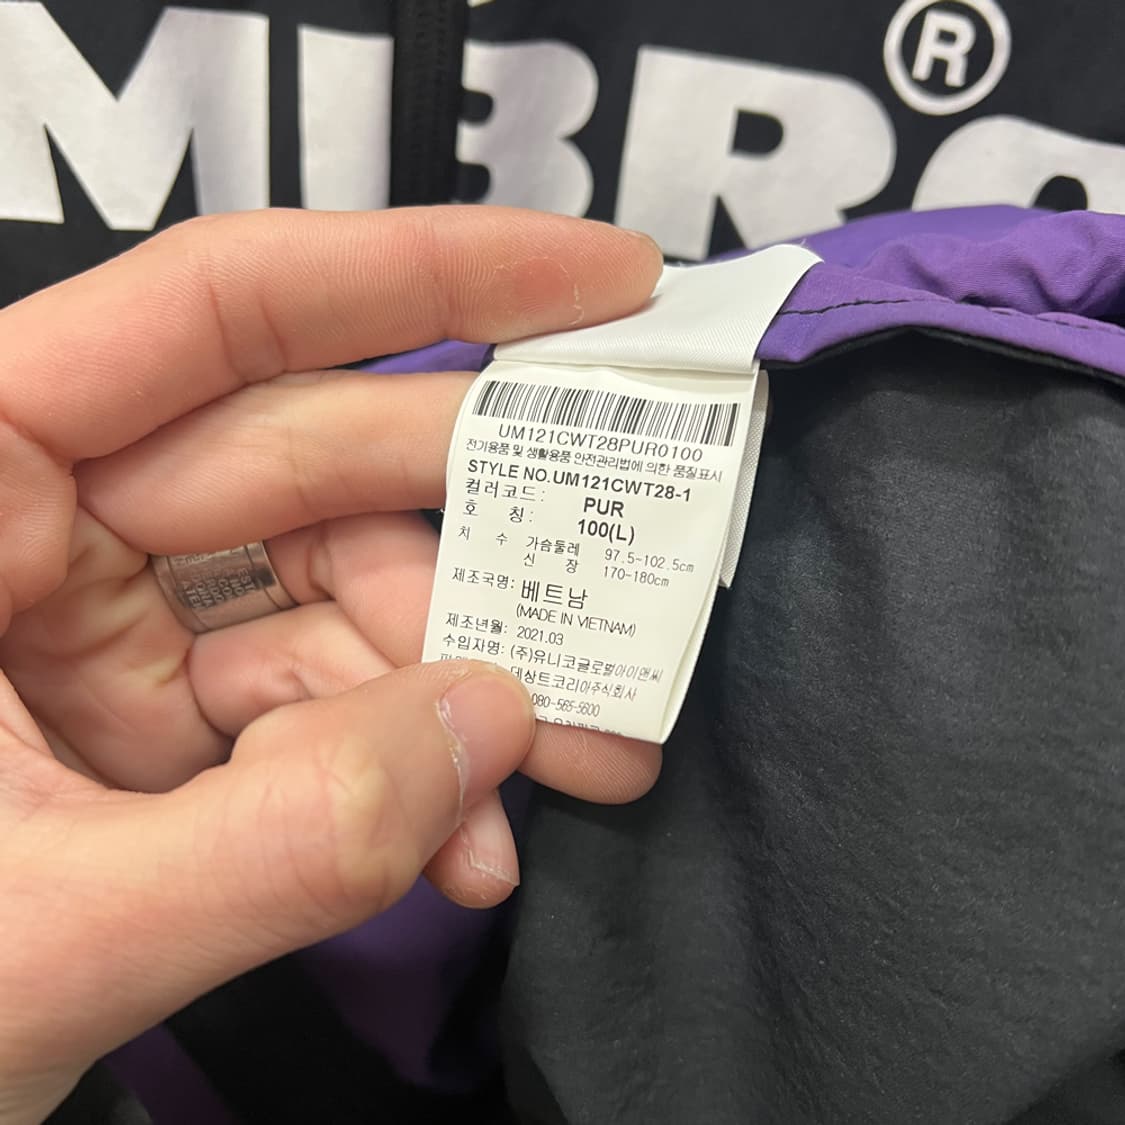 MBRO®
UM121CWT28PUR0100
전기용품 및 생활용품 안전관리법에 의한 품질표시
STYLE NO.UM121CWT28-1
컬러코드: PUR
호 칭: 100(L)
치 수 가슴둘레 97.5-102.5cm
신 장 170-180cm
제조국명: 베트남
(MADE IN VIETNAM)
제조년월: 2021.03
수입자명: (주)유니코글로벌아이앤씨
데상트코리아주식회사
080-565-5600